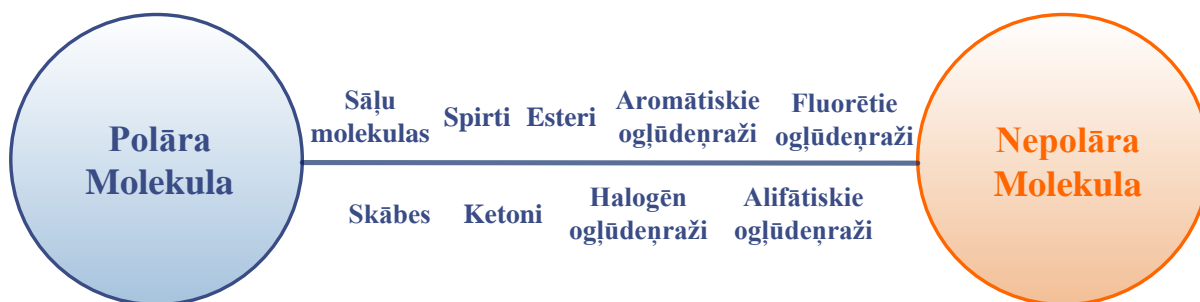 Polāra
Molekula
Sāļu
molekulas
Spirti
Esteri
Aromātiskie
ogļūdeņraži
Fluorētie
ogļūdeņraži
Skābes
Ketoni
Halogēn
ogļūdeņraži
Alifātiskie
ogļūdeņraži
Nepolāra
Molekula